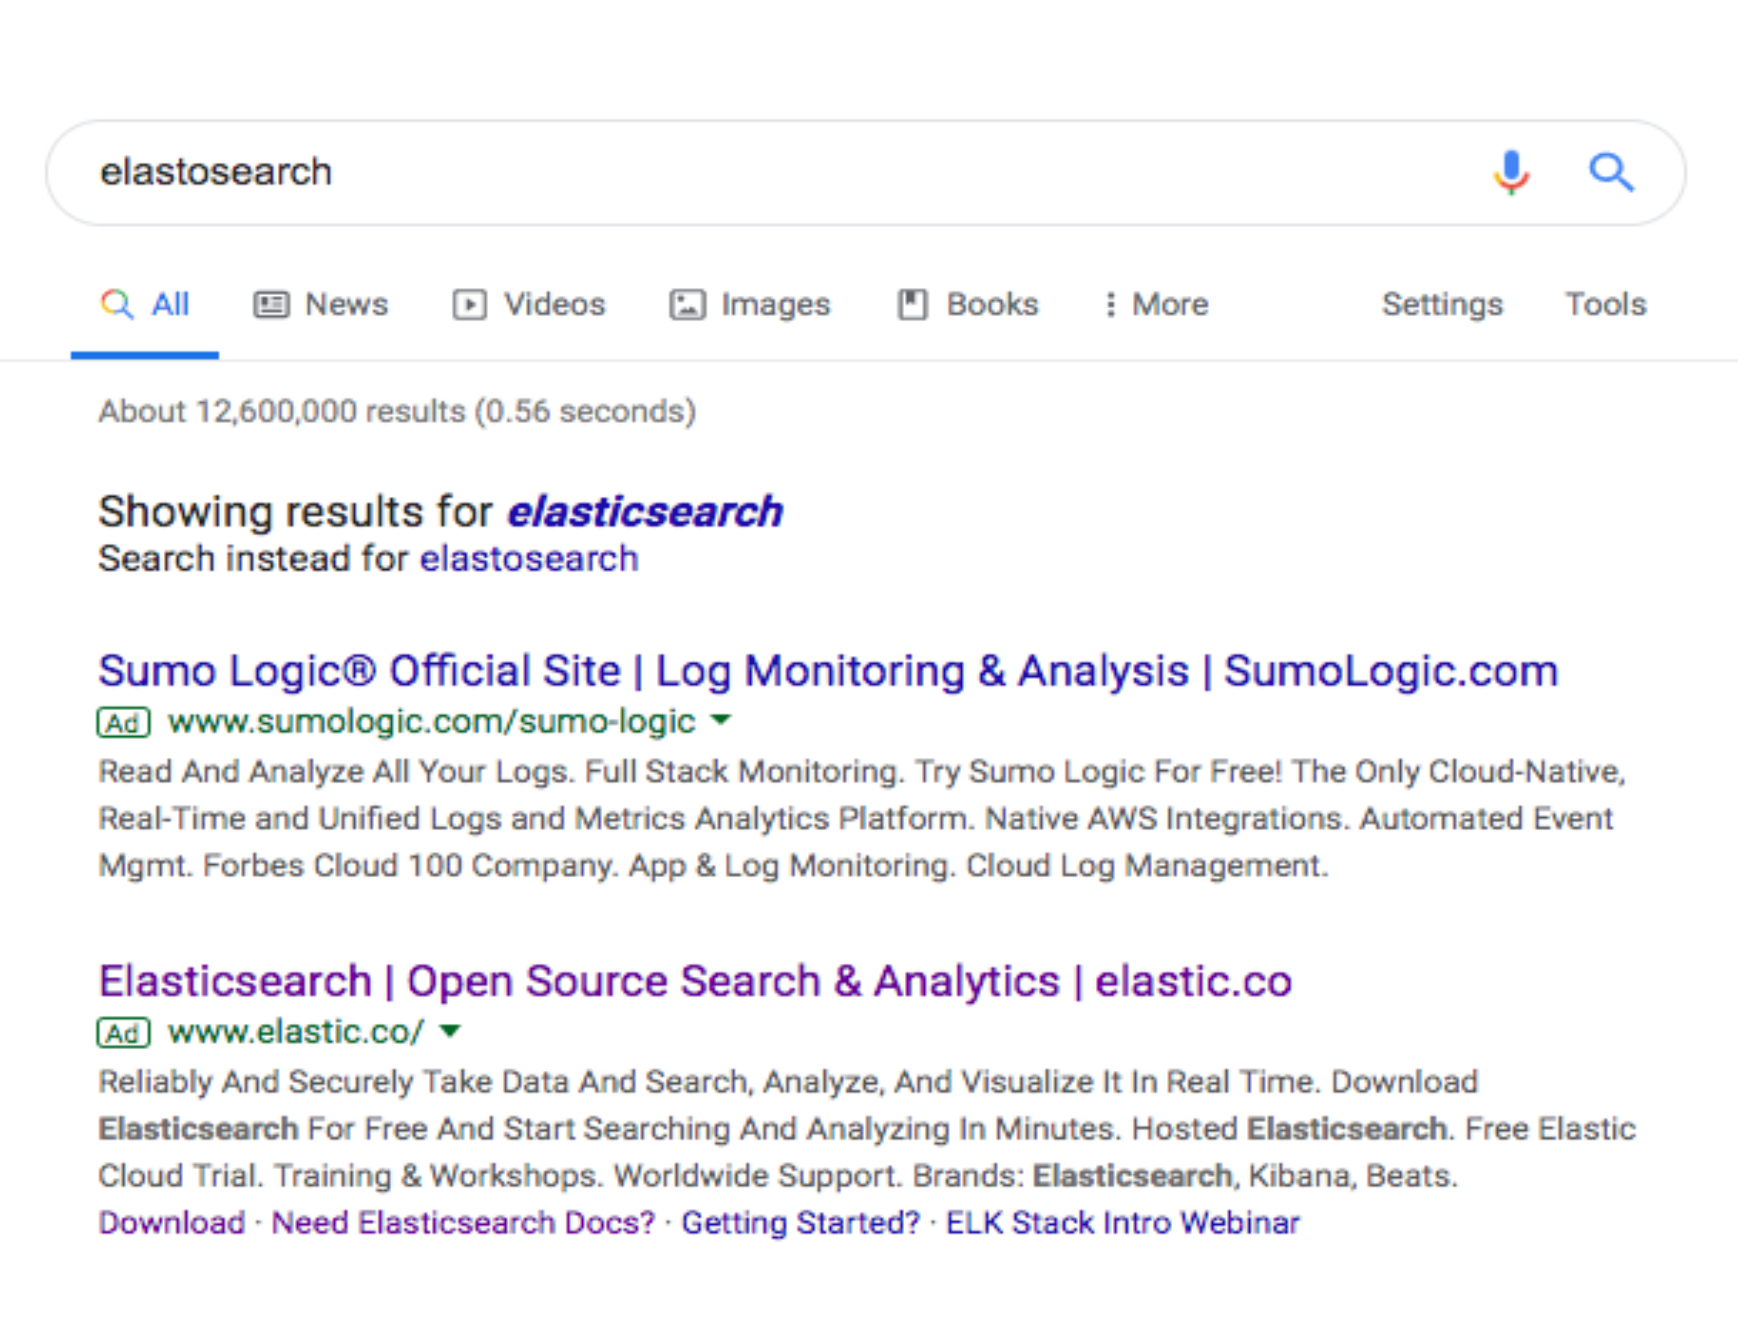 elastosearch
All News Videos Images Books More Settings Tools
About 12,600,000 results (0.56 seconds)
Showing results for elasticsearch
Search instead for elastosearch
Sumo Logic® Official Site | Log Monitoring & Analysis | SumoLogic.com
Ad www.sumologic.com/sumo-logic
Read And Analyze All Your Logs. Full Stack Monitoring. Try Sumo Logic For Free! The Only Cloud-Native,
Real-Time and Unified Logs and Metrics Analytics Platform. Native AWS Integrations. Automated Event
Mgmt. Forbes Cloud 100 Company. App & Log Monitoring. Cloud Log Management.
Elasticsearch | Open Source Search & Analytics | elastic.co
Ad www.elastic.co/
Reliably And Securely Take Data And Search, Analyze, And Visualize It In Real Time. Download
Elasticsearch For Free And Start Searching And Analyzing In Minutes. Hosted Elasticsearch. Free Elastic
Cloud Trial. Training & Workshops. Worldwide Support. Brands: Elasticsearch, Kibana, Beats.
Download · Need Elasticsearch Docs? · Getting Started? · ELK Stack Intro Webinar